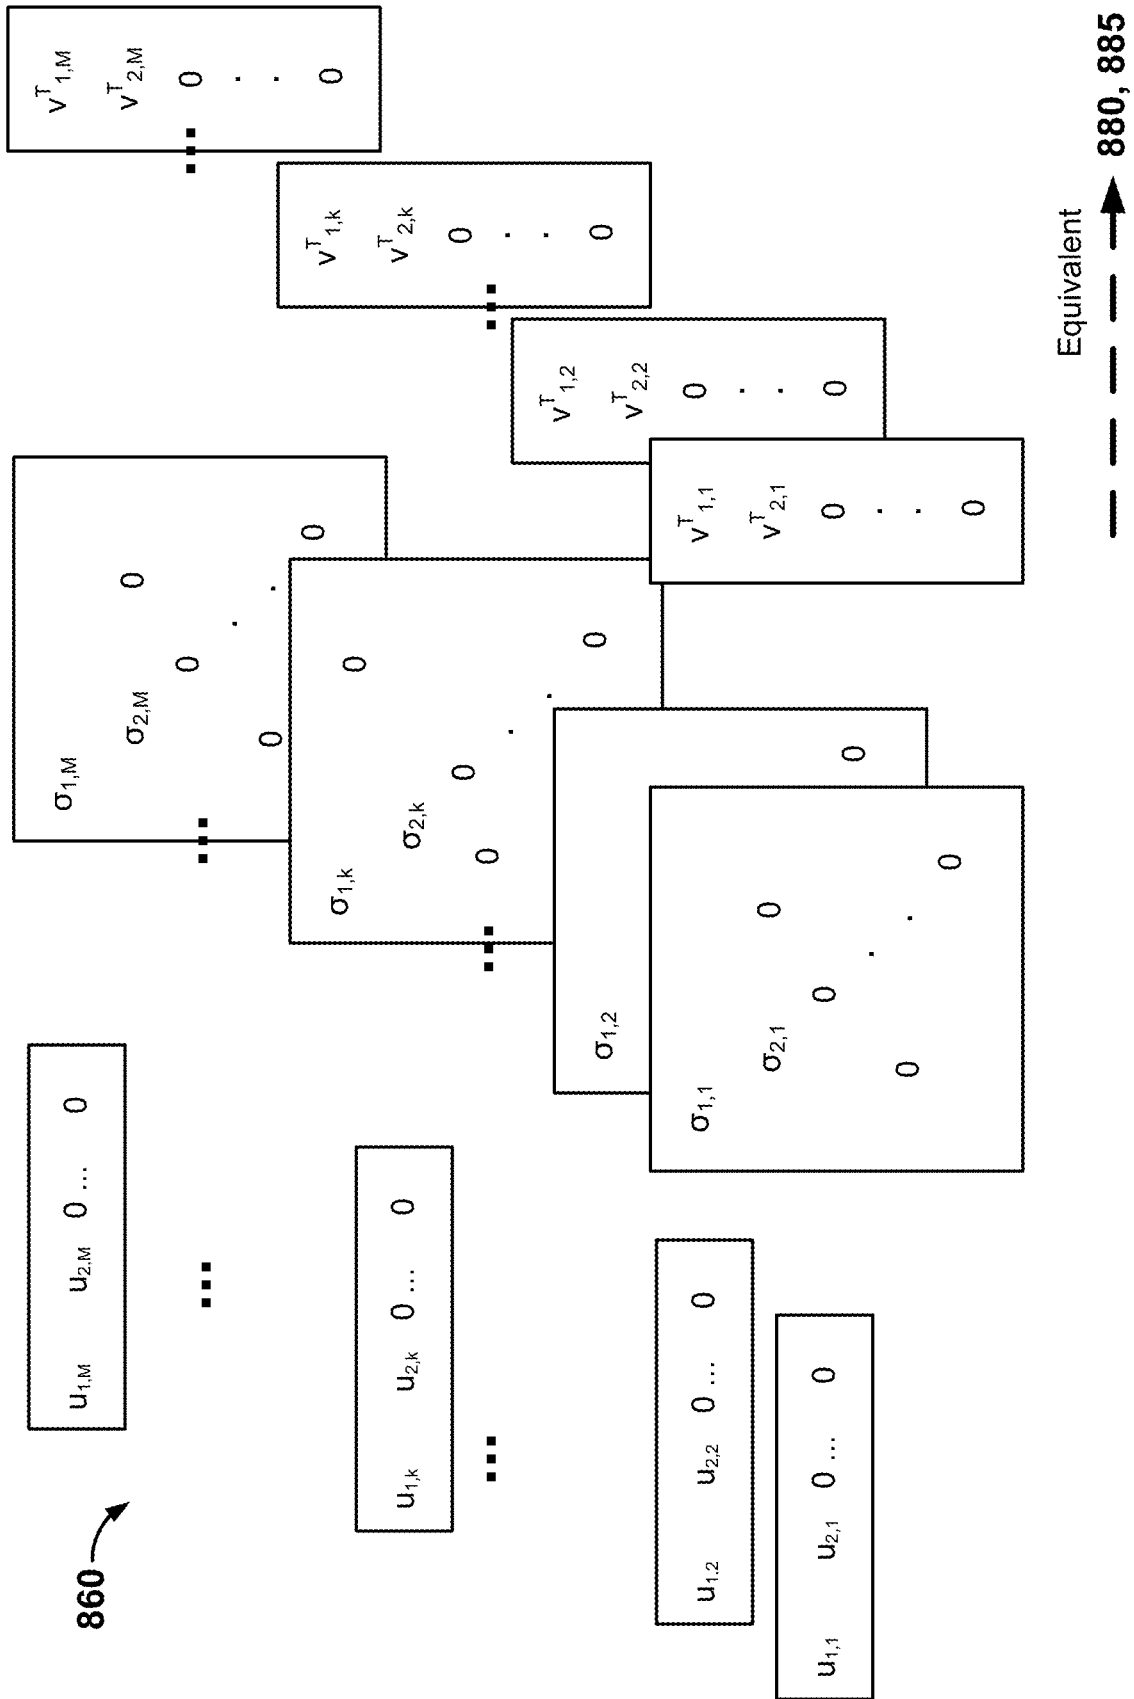 860
u₁.M u₂,M 0 ... 0
u₁,k u₂,k 0 ... 0
u₁.₂ u₂,₂ 0 ... 0
u₁,₁ u₂,₁ 0 ... 0
σ₁,M
σ₂,M 0
0
0 .
.
0
σ₁,k
0
σ₂,k
0
0 .
.
0
σ₁,₂
0
σ₁,₁
σ₂,₁ 0
0
0 .
.
0
vᵀ₁,M
vᵀ₂,M
0
.
.
0
vᵀ₁,k
vᵀ₂,k
0
.
.
0
vᵀ₁,₂
vᵀ₂,₂
0
.
.
0
vᵀ₁,₁
vᵀ₂,₁
0
.
.
0
Equivalent
880, 885